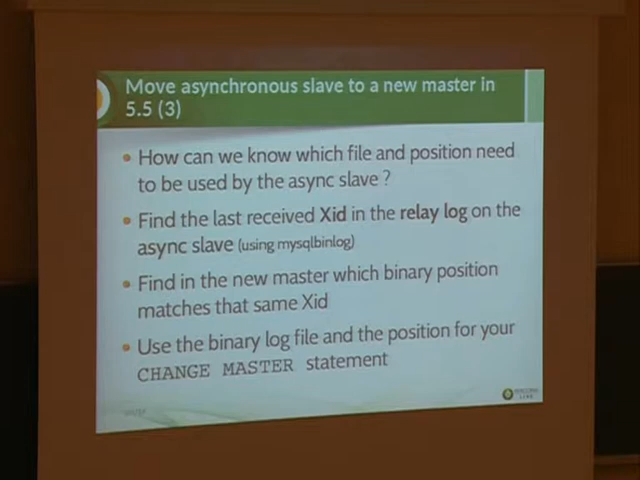 Move asynchronous slave to a new master in
5.5 (3)
• How can we know which file and position need
to be used by the async slave ?
• Find the last received Xid in the relay log on the
async slave (using mysqlbinlog)
• Find in the new master which binary position
matches that same Xid
• Use the binary log file and the position for your
CHANGE MASTER statement
PERCONA
LIVE